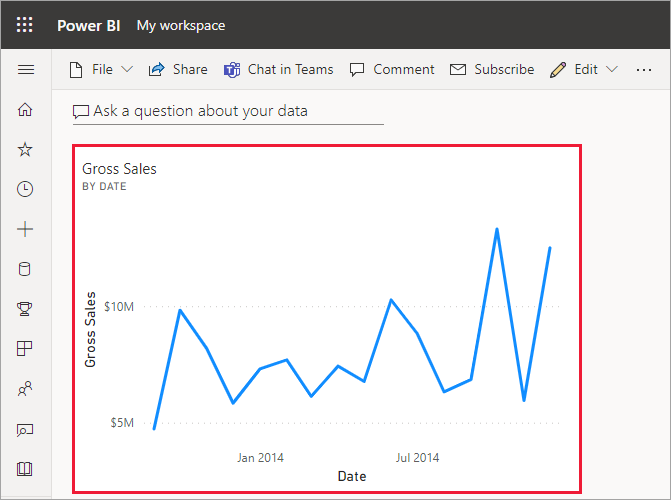 Power BI My workspace
File Share Chat in Teams Comment Subscribe Edit ...
Ask a question about your data
Gross Sales
BY DATE
$10M
Gross Sales
$5M
Jan 2014 Jul 2014
Date